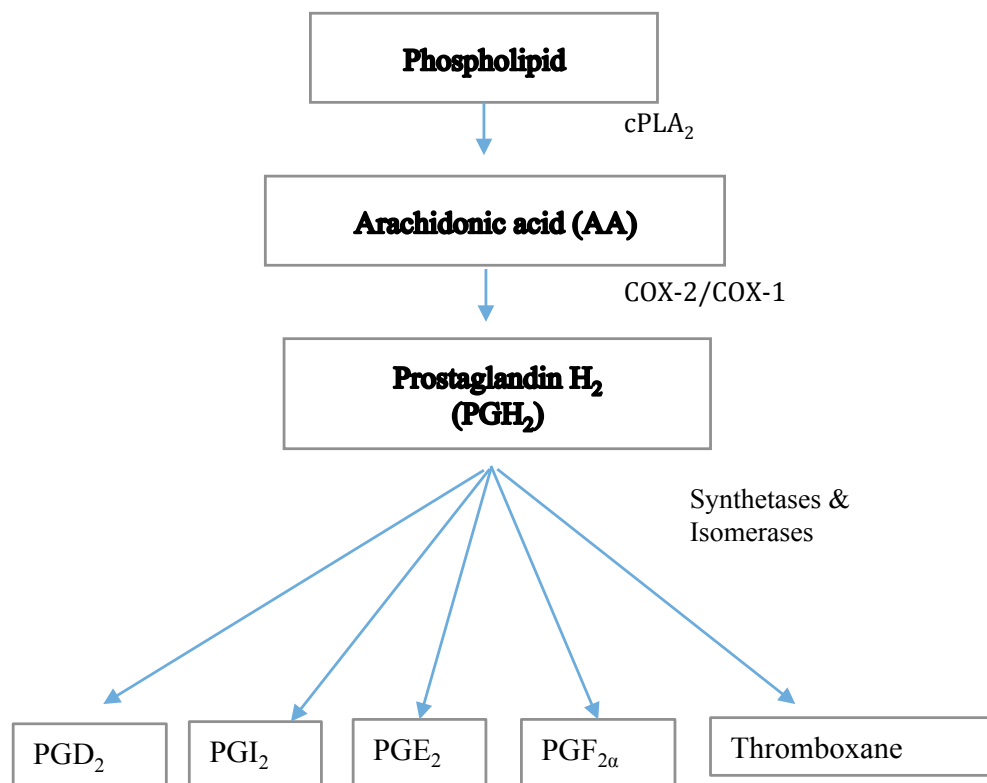 Phospholipid
cPLA₂
Arachidonic acid (AA)
COX-2/COX-1
Prostaglandin H₂
(PGH₂)
Synthetases &
Isomerases
PGD₂
PGI₂
PGE₂
PGF₂α
Thromboxane